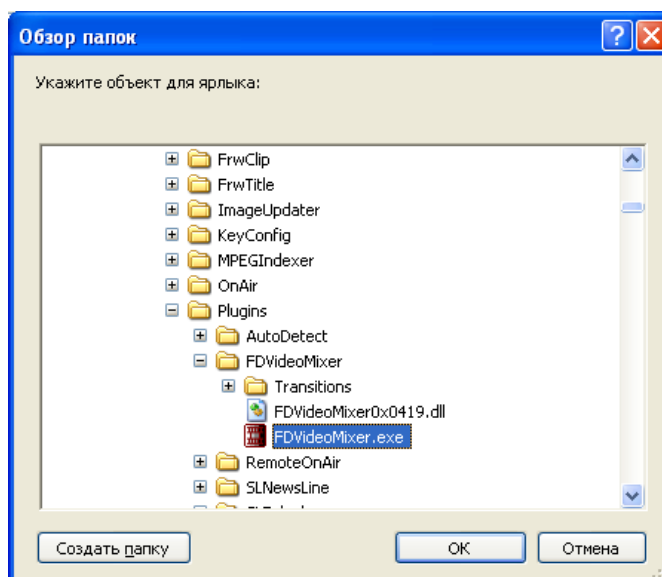 Обзор папок
Укажите объект для ярлыка:
FrwClip
FrwTitle
ImageUpdater
KeyConfig
MPEGIndexer
OnAir
Plugins
AutoDetect
FDVideoMixer
Transitions
FDVideoMixer0x0419.dll
FDVideoMixer.exe
RemoteOnAir
SLNewsLine
Создать папку
ОК
Отмена